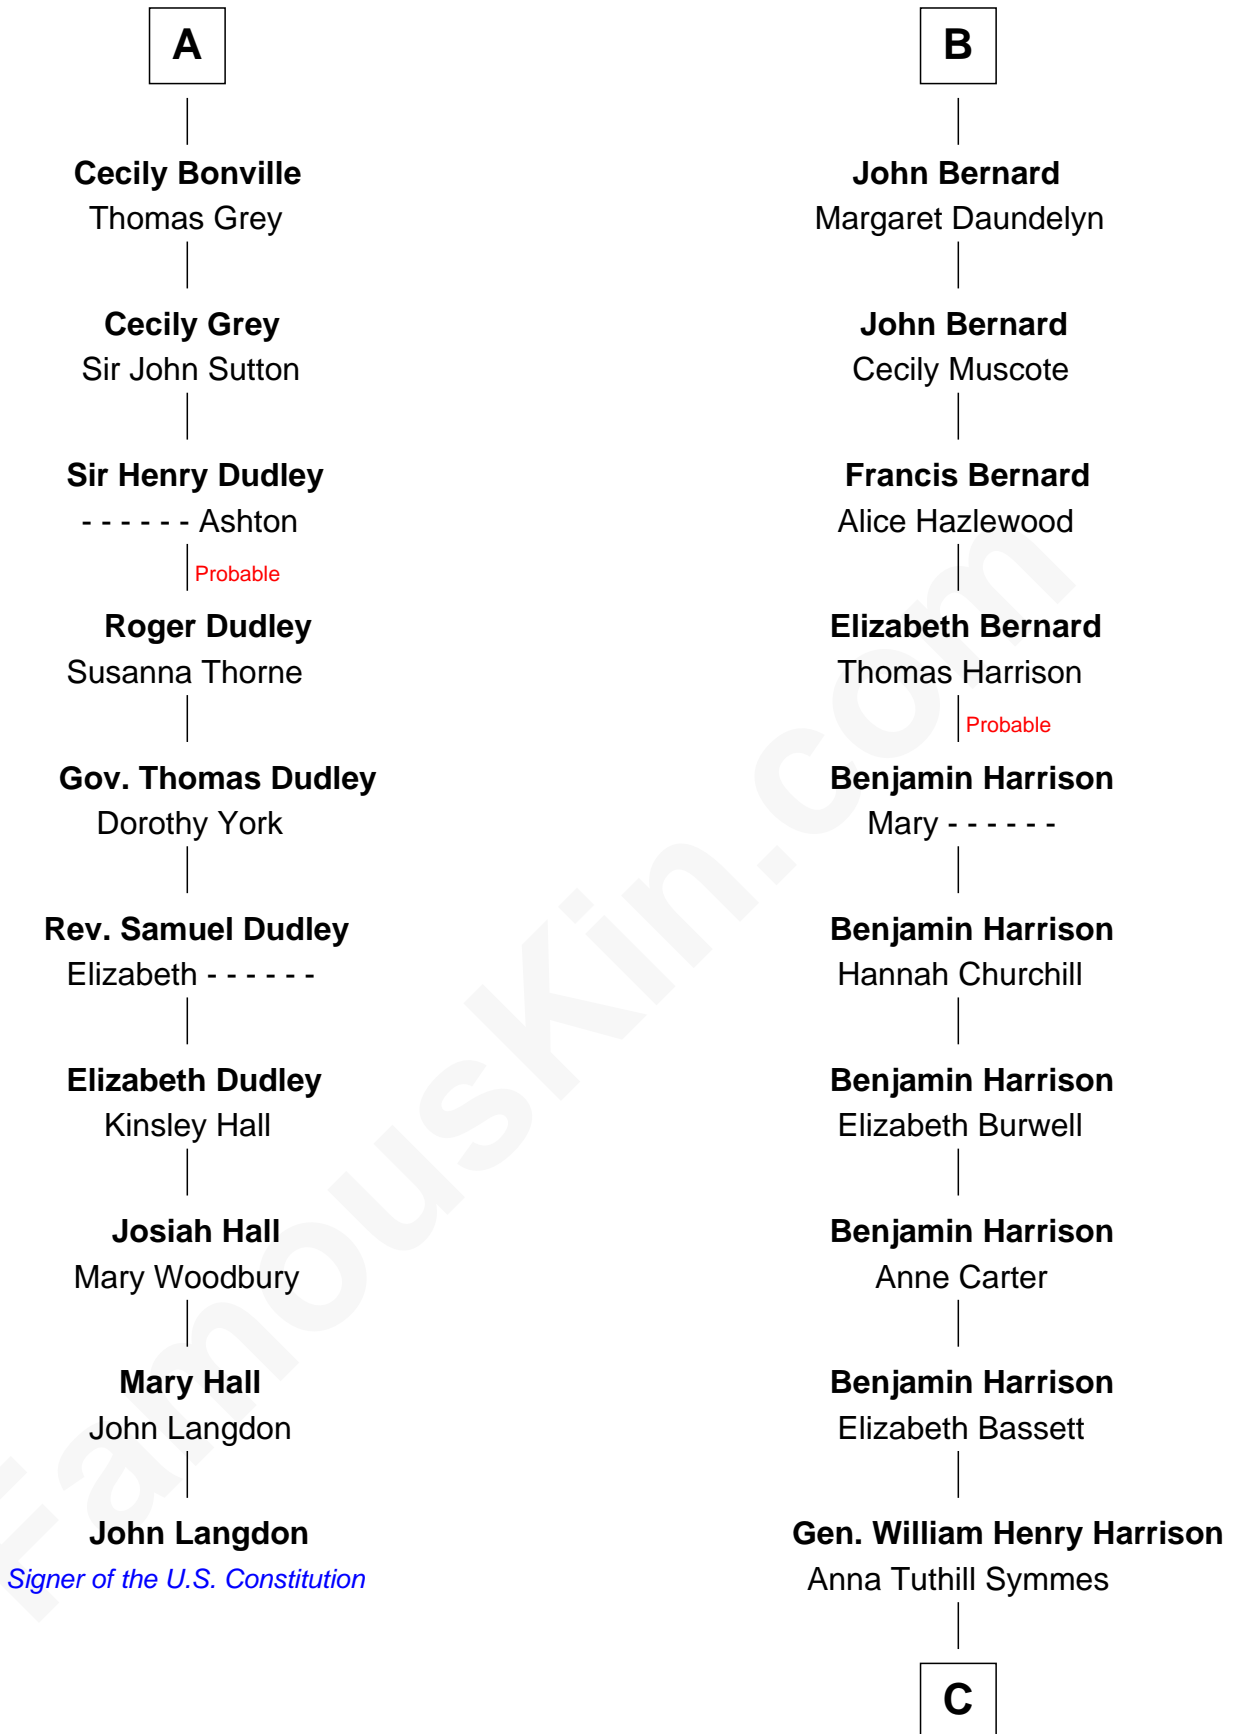 A
Cecily Bonville
Thomas Grey
Cecily Grey
Sir John Sutton
Sir Henry Dudley
- - - - - - Ashton
Probable
Roger Dudley
Susanna Thorne
Gov. Thomas Dudley
Dorothy York
Rev. Samuel Dudley
Elizabeth - - - - - -
Elizabeth Dudley
Kinsley Hall
Josiah Hall
Mary Woodbury
Mary Hall
John Langdon
John Langdon
Signer of the U.S. Constitution
B
John Bernard
Margaret Daundelyn
John Bernard
Cecily Muscote
Francis Bernard
Alice Hazlewood
Elizabeth Bernard
Thomas Harrison
Probable
Benjamin Harrison
Mary - - - - - -
Benjamin Harrison
Hannah Churchill
Benjamin Harrison
Elizabeth Burwell
Benjamin Harrison
Anne Carter
Benjamin Harrison
Elizabeth Bassett
Gen. William Henry Harrison
Anna Tuthill Symmes
C
FamousKin.com